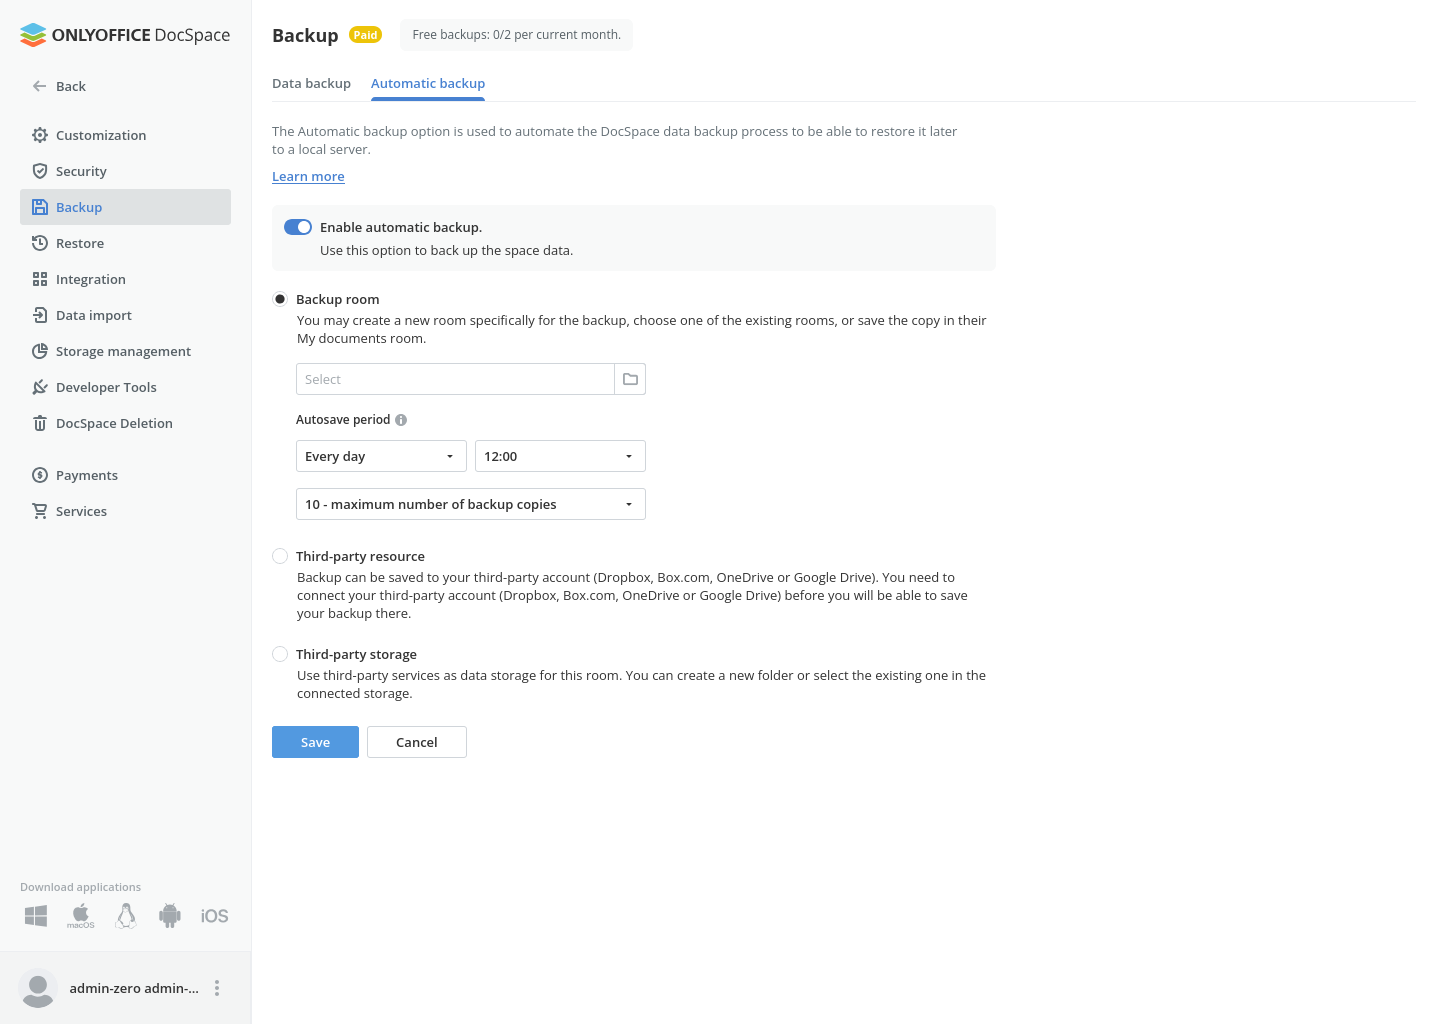 ONLYOFFICE DocSpace
Back
Customization
Security
Backup
Restore
Integration
Data import
Storage management
Developer Tools
DocSpace Deletion
Payments
Services
Download applications
macOS
iOS
admin-zero admin-...
Backup
Paid
Free backups: 0/2 per current month.
Data backup
Automatic backup
The Automatic backup option is used to automate the DocSpace data backup process to be able to restore it later
to a local server.
Learn more
Enable automatic backup.
Use this option to back up the space data.
Backup room
You may create a new room specifically for the backup, choose one of the existing rooms, or save the copy in their
My documents room.
Select
Autosave period
Every day
12:00
10 - maximum number of backup copies
Third-party resource
Backup can be saved to your third-party account (Dropbox, Box.com, OneDrive or Google Drive). You need to
connect your third-party account (Dropbox, Box.com, OneDrive or Google Drive) before you will be able to save
your backup there.
Third-party storage
Use third-party services as data storage for this room. You can create a new folder or select the existing one in the
connected storage.
Save
Cancel